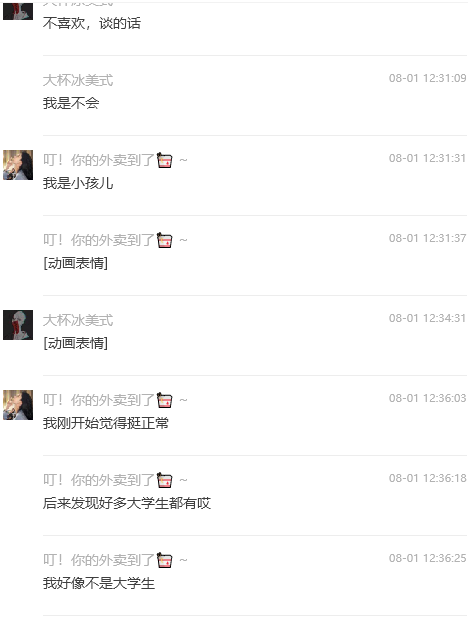 大杯冰美式
不喜欢，谈的话
大杯冰美式 08-01 12:31:09
我是不会
叮！你的外卖到了 ~ 08-01 12:31:31
我是小孩儿
叮！你的外卖到了 ~ 08-01 12:31:37
[动画表情]
大杯冰美式 08-01 12:34:31
[动画表情]
叮！你的外卖到了 ~ 08-01 12:36:03
我刚开始觉得挺正常
叮！你的外卖到了 ~ 08-01 12:36:18
后来发现好多大学生都有哎
叮！你的外卖到了 ~ 08-01 12:36:25
我好像不是大学生